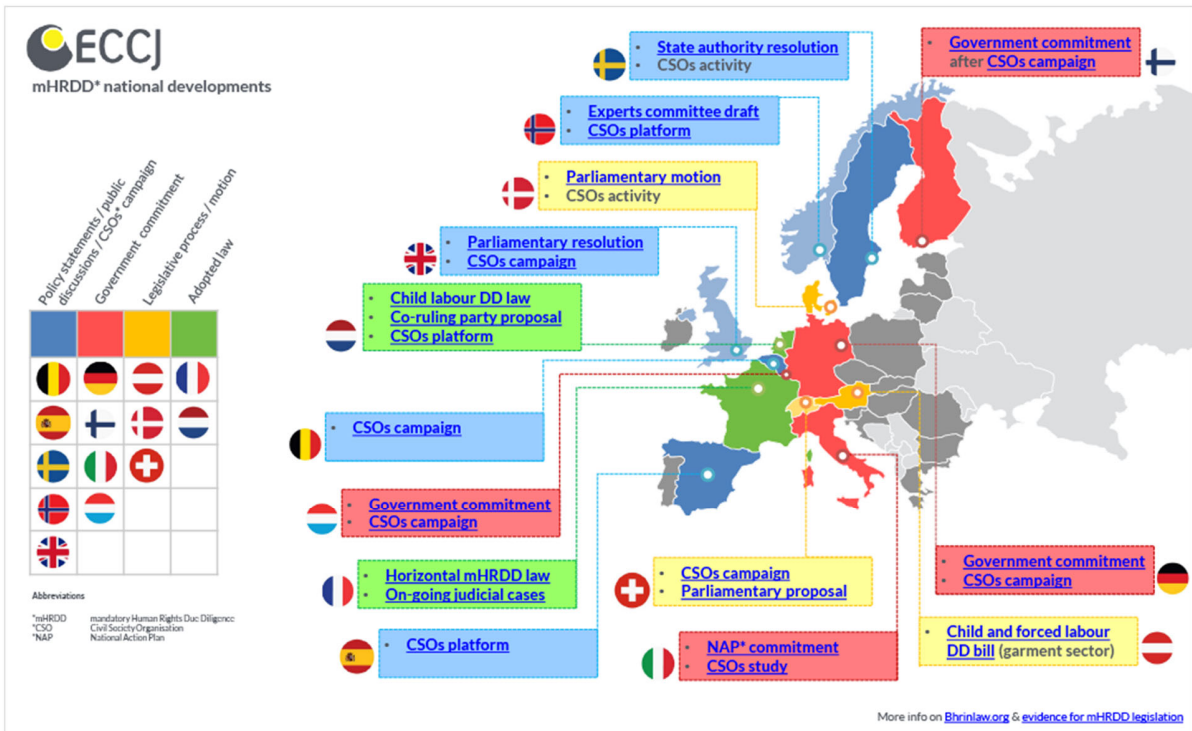 ECCJ
mHRDD* national developments
Policy statements / public
discussions / CSOs* campaign
Government commitment
Legislative process / motion
Adopted law
Abbreviations
*mHRDD mandatory Human Rights Due Diligence
*CSO Civil Society Organisation
*NAP National Action Plan
• State authority resolution
• CSOs activity
• Government commitment
after CSOs campaign
• Experts committee draft
• CSOs platform
• Parliamentary motion
• CSOs activity
• Parliamentary resolution
• CSOs campaign
• Child labour DD law
• Co-ruling party proposal
• CSOs platform
• CSOs campaign
• Government commitment
• CSOs campaign
• Horizontal mHRDD law
• On-going judicial cases
• CSOs campaign
• Parliamentary proposal
• Government commitment
• CSOs campaign
• CSOs platform
• NAP* commitment
• CSOs study
• Child and forced labour
DD bill (garment sector)
More info on Bhrinlaw.org & evidence for mHRDD legislation